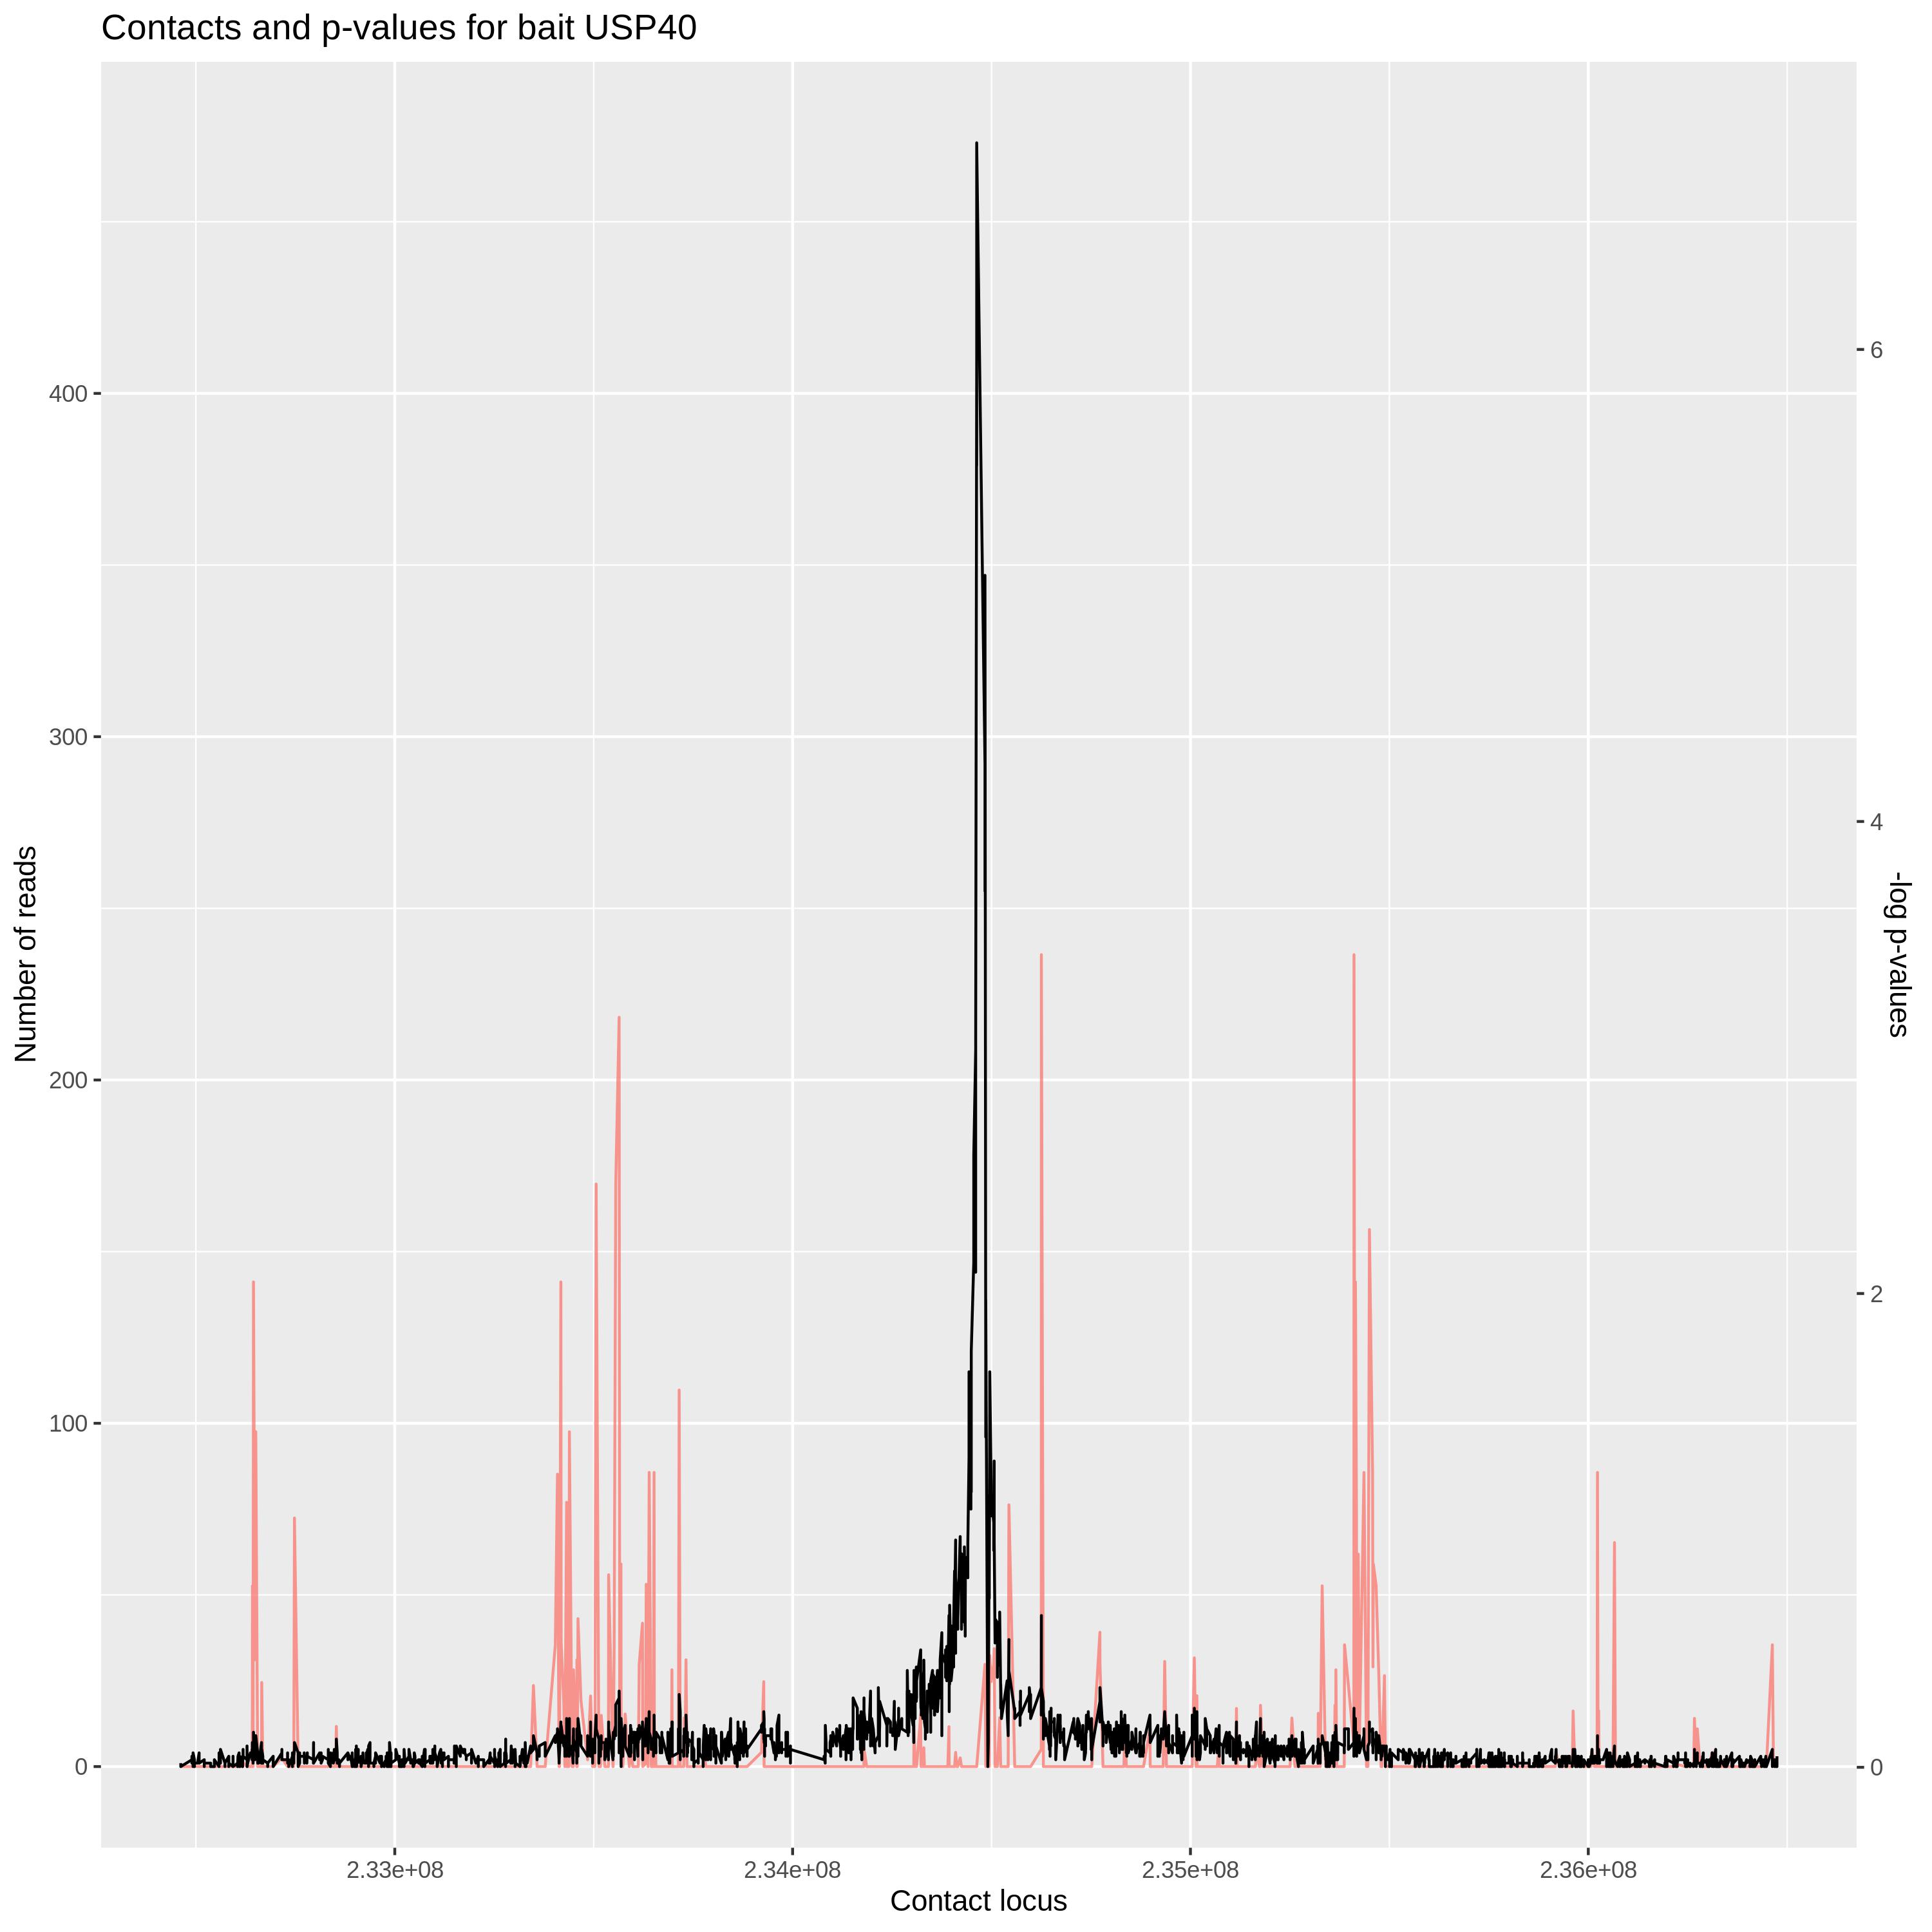 Contacts and p-values for bait USP40
400
300
200
100
0
Number of reads
6
4
2
0
-log p-values
2.33e+08
2.34e+08
2.35e+08
2.36e+08
Contact locus